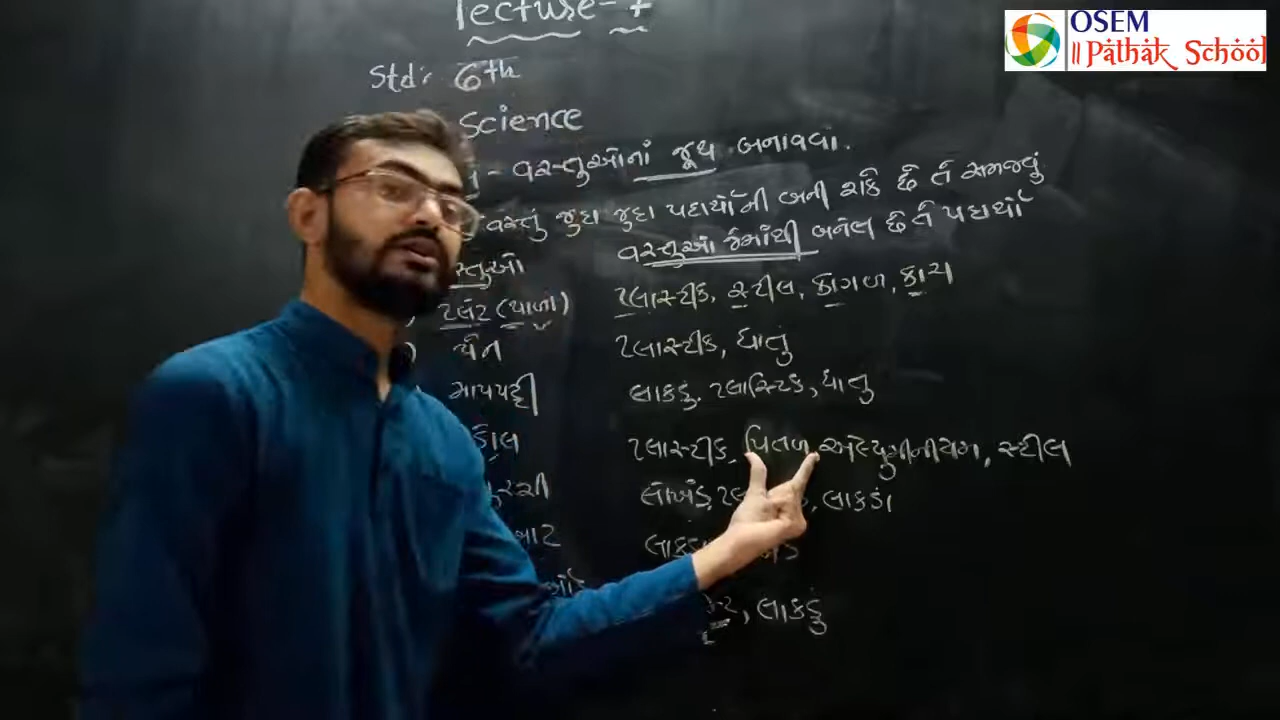 OSEM
Pathak School
Lecture-
Std: 6th
Science
- વસ્તુઓનાં જૂથ બનાવવા.
વસ્તું જુદા જુદા પદાર્થોની બની શકે છે તે સમજવું
વસ્તુઓ જેમાંથી બનેલ છે તે પદાર્થો
પ્લેટ (થાળી) પ્લાસ્ટીક, સ્ટીલ, કાગળ, કાચ
પેન પ્લાસ્ટીક, ધાતું
માપપટ્ટી લાકડુ, પ્લાસ્ટિક, ધાતુ
પ્લાસ્ટીક, પિતળ, એલ્યુમીનીયમ, સ્ટીલ
લોખંડ, લાકડાં
લાકડું